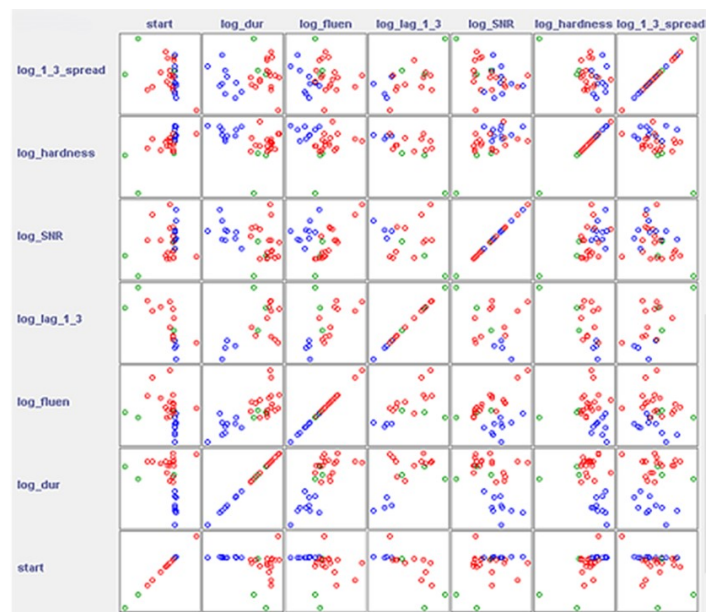 start log_dur log_fluen log_lag_1_3 log_SNR log_hardness log_1_3_spread
log_1_3_spread
log_hardness
log_SNR
log_lag_1_3
log_fluen
log_dur
start